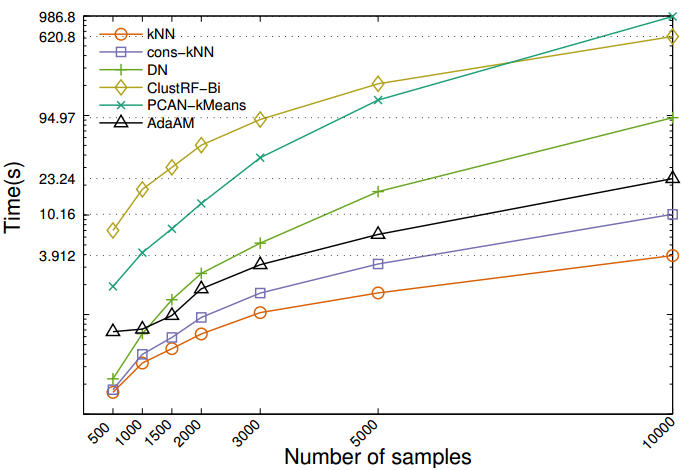 986.8
620.8
94.97
23.24
10.16
3.912
Time(s)
kNN
cons-kNN
DN
ClustRF-Bi
PCAN-kMeans
AdaAM
500
1000
1500
2000
3000
5000
10000
Number of samples